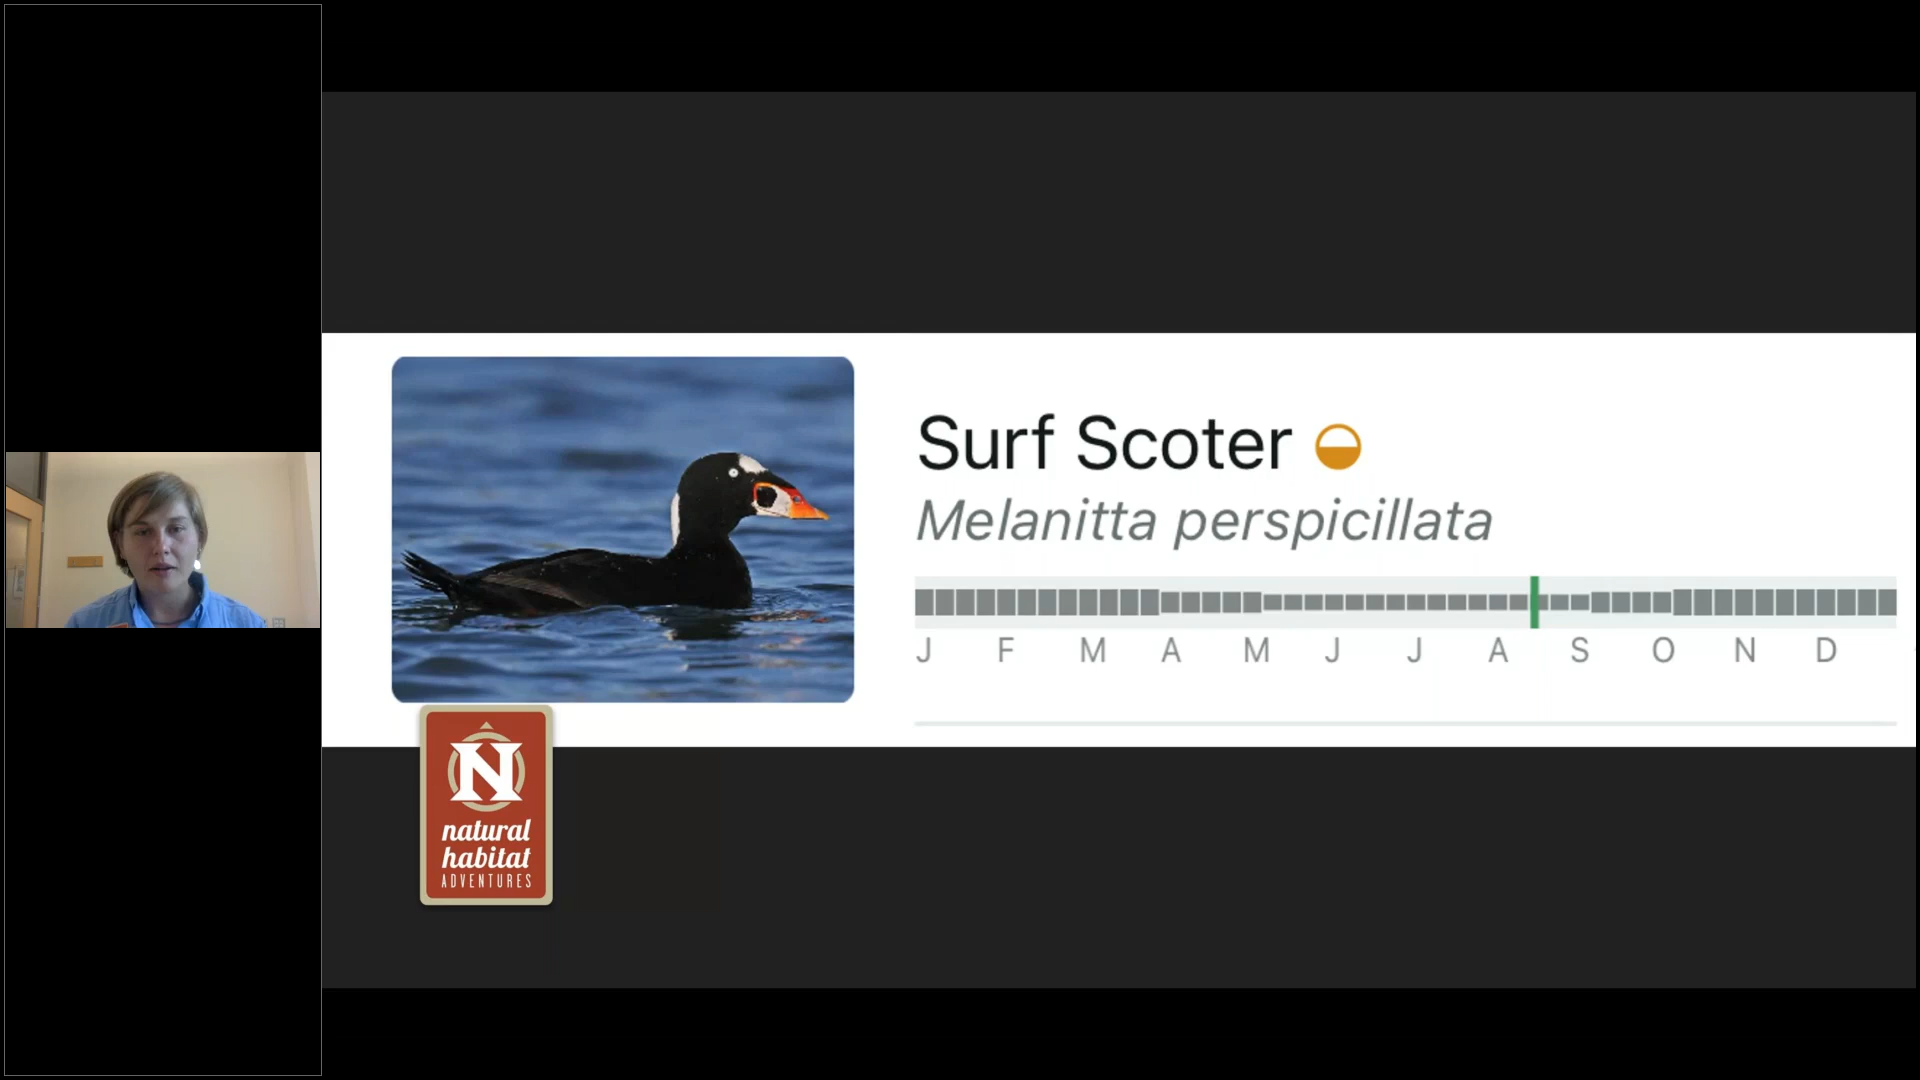 Surf Scoter
Melanitta perspicillata
J F M A M J J A S O N D
N
natural
habitat
ADVENTURES